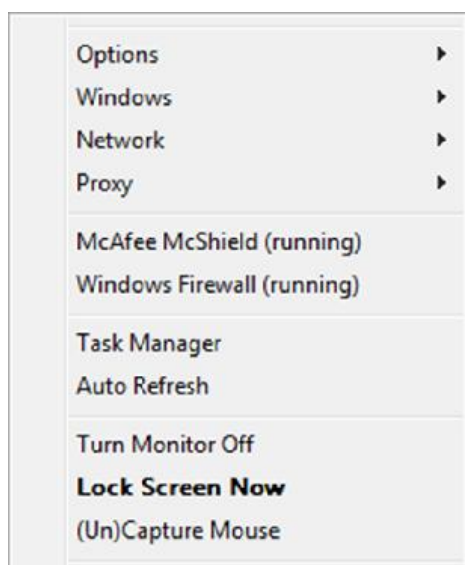 Options
Windows
Network
Proxy
McAfee McShield (running)
Windows Firewall (running)
Task Manager
Auto Refresh
Turn Monitor Off
Lock Screen Now
(Un)Capture Mouse